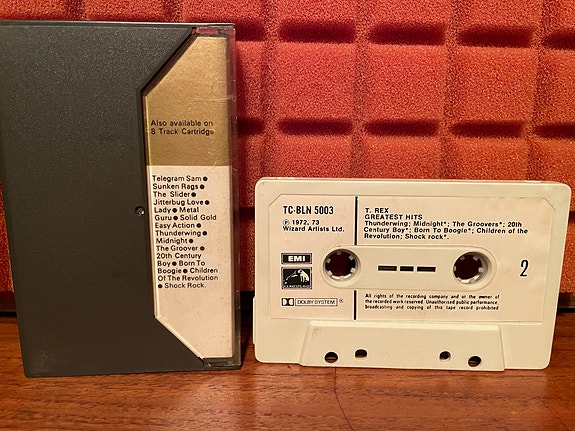 Also available on
8 Track Cartridge
Telegram Sam●
Sunken Rags●
The Slider●
Jitterbug Love●
Lady● Metal
Guru● Solid Gold
Easy Action●
Thunderwing●
Midnight●
The Groover●
20th Century
Boy● Born To
Boogie● Children
Of The Revolution
● Shock Rock.
TC-BLN 5003
℗ 1972, 73
Wizard Artists Ltd.
EMI
DOLBY SYSTEM ®
T. REX
GREATEST HITS
Thunderwing; Midnight*; The Groovers*; 20th
Century Boy*; Born To Boogie*; Children of the
Revolution; Shock rock*.
2
All rights of the recording company and at the owner of
the recorded work reserved. Unauthorised public performance
broadcasting and copying of this tape record prohibited